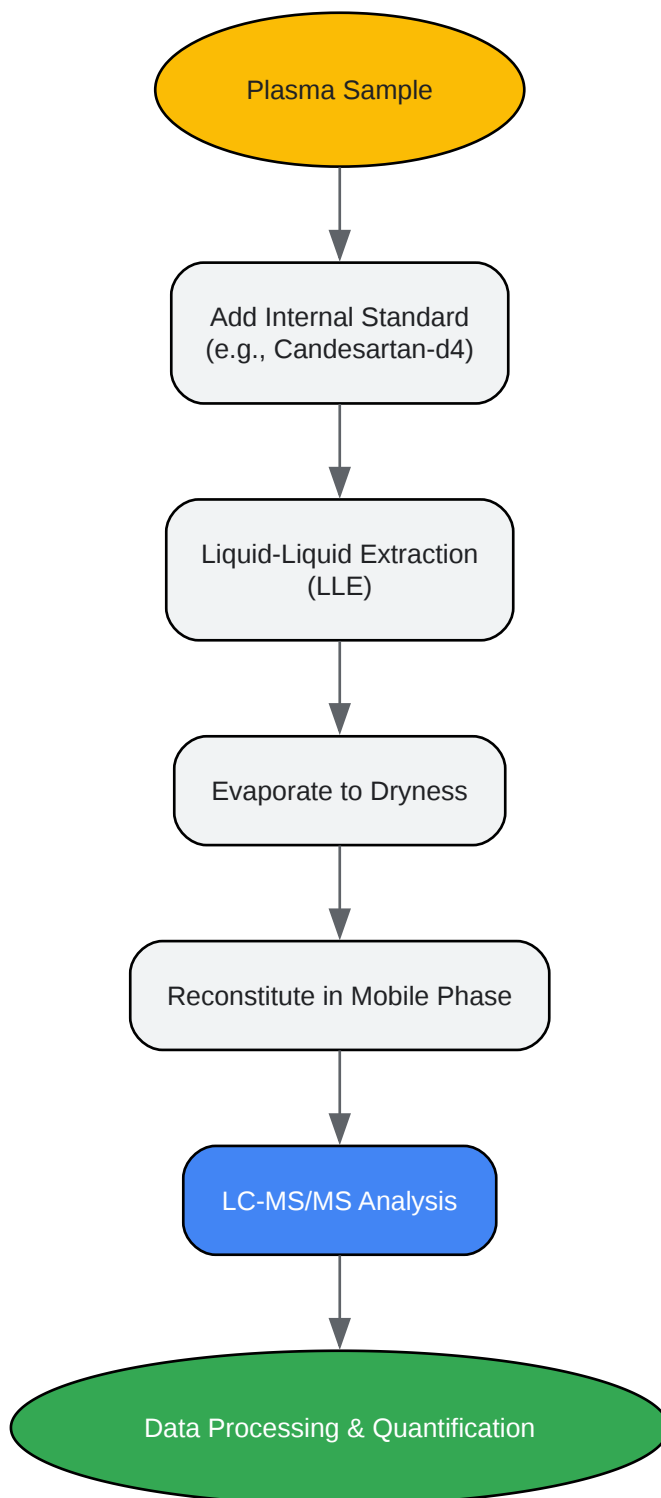 Plasma Sample
Add Internal Standard
(e.g., Candesartan-d4)
Liquid-Liquid Extraction
(LLE)
Evaporate to Dryness
Reconstitute in Mobile Phase
LC-MS/MS Analysis
Data Processing & Quantification